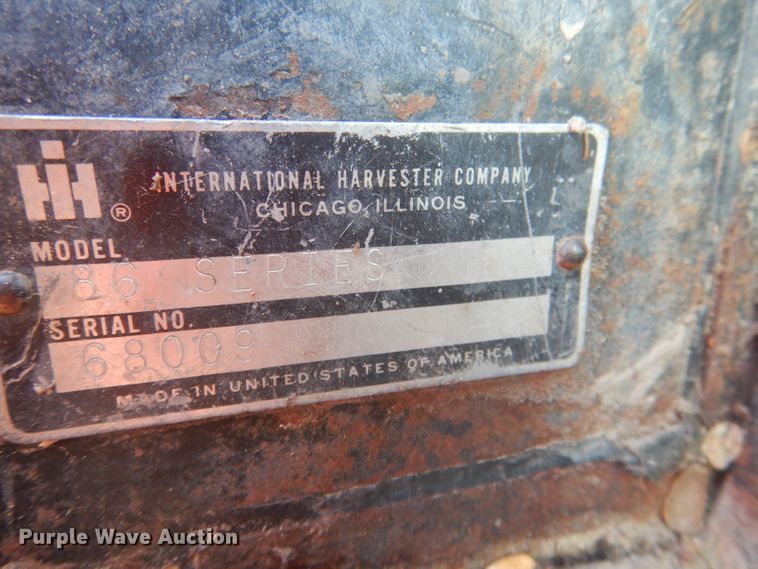 IH ®
INTERNATIONAL HARVESTER COMPANY
CHICAGO, ILLINOIS
MODEL
86 SERIES
SERIAL NO.
68009
MADE IN UNITED STATES OF AMERICA
Purple Wave Auction®